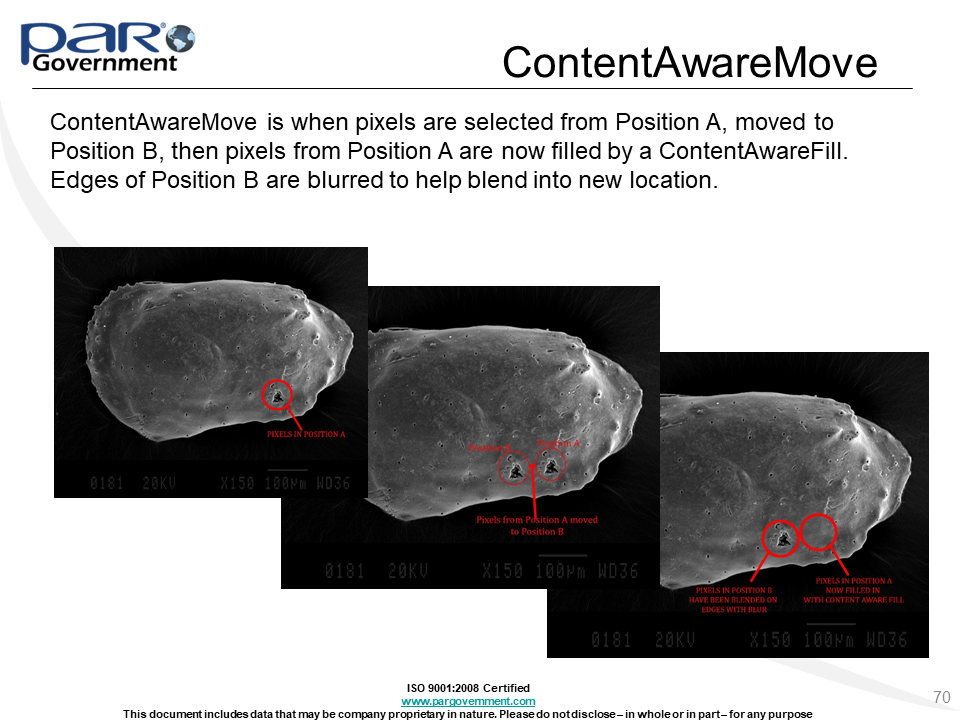 PAR®
Government
ContentAwareMove
ContentAwareMove is when pixels are selected from Position A, moved to
Position B, then pixels from Position A are now filled by a ContentAwareFill.
Edges of Position B are blurred to help blend into new location.
PIXELS IN POSITION A
0181 20KV X150 100µm WD36
Position B
Position A
Pixels from Position A moved
to Position B
0181 20KV X150 100µm WD36
PIXELS IN POSITION B
HAVE BEEN BLENDED ON
EDGES WITH BLUR
PIXELS IN POSITION A
NOW FILLED IN
WITH CONTENT AWARE FILL
0181 20KV X150 100µm WD36
ISO 9001:2008 Certified
www.pargovernment.com
This document includes data that may be company proprietary in nature. Please do not disclose – in whole or in part – for any purpose
70